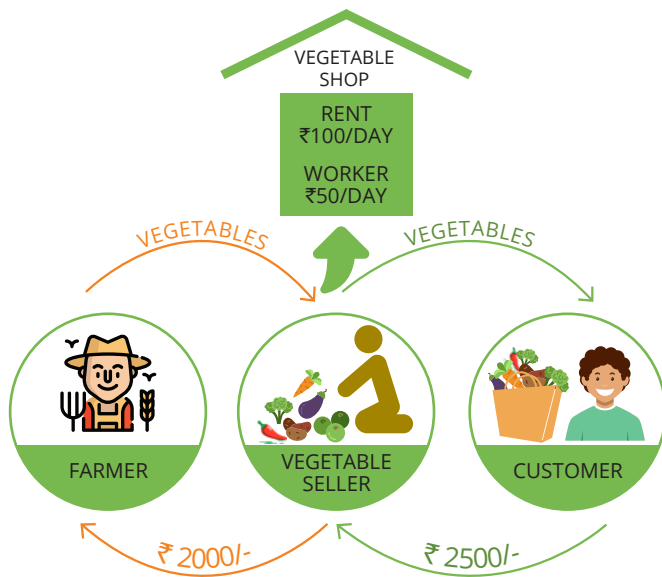 VEGETABLE
SHOP
RENT
₹100/DAY
WORKER
₹50/DAY
VEGETABLES
VEGETABLES
FARMER
VEGETABLE
SELLER
CUSTOMER
₹ 2000/-
₹ 2500/-